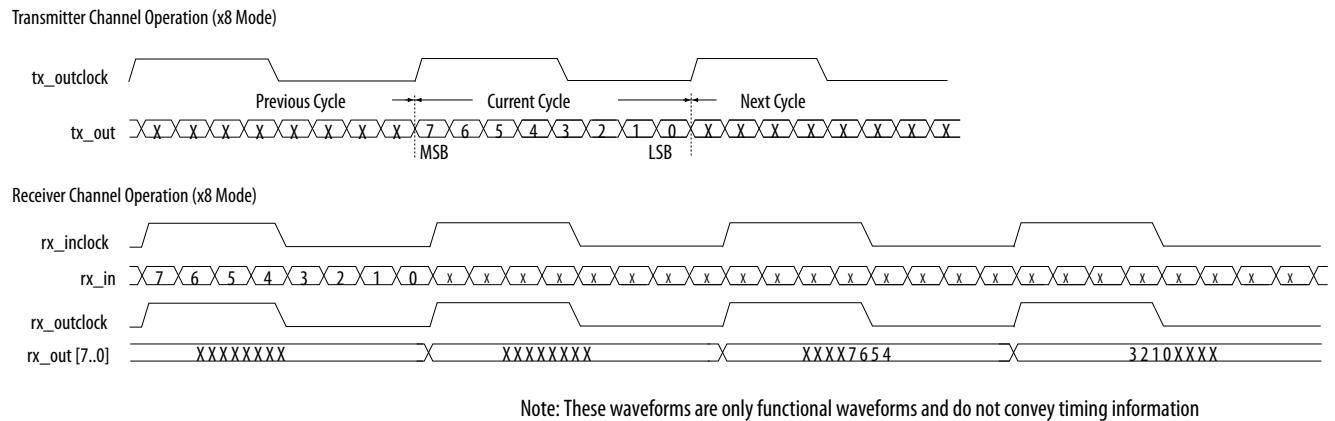 Transmitter Channel Operation (x8 Mode)
tx_outclock
Previous Cycle Current Cycle Next Cycle
tx_out X X X X X X X X 7 6 5 4 3 2 1 0 X X X X X X X X
MSB LSB
Receiver Channel Operation (x8 Mode)
rx_inclock
rx_in 7 6 5 4 3 2 1 0 x x x x x x x x x x x x x x x x x x x x x x x x
rx_outclock
rx_out [7..0] XXXXXXXX XXXXXXXX XXXX7654 3210XXXX
Note: These waveforms are only functional waveforms and do not convey timing information